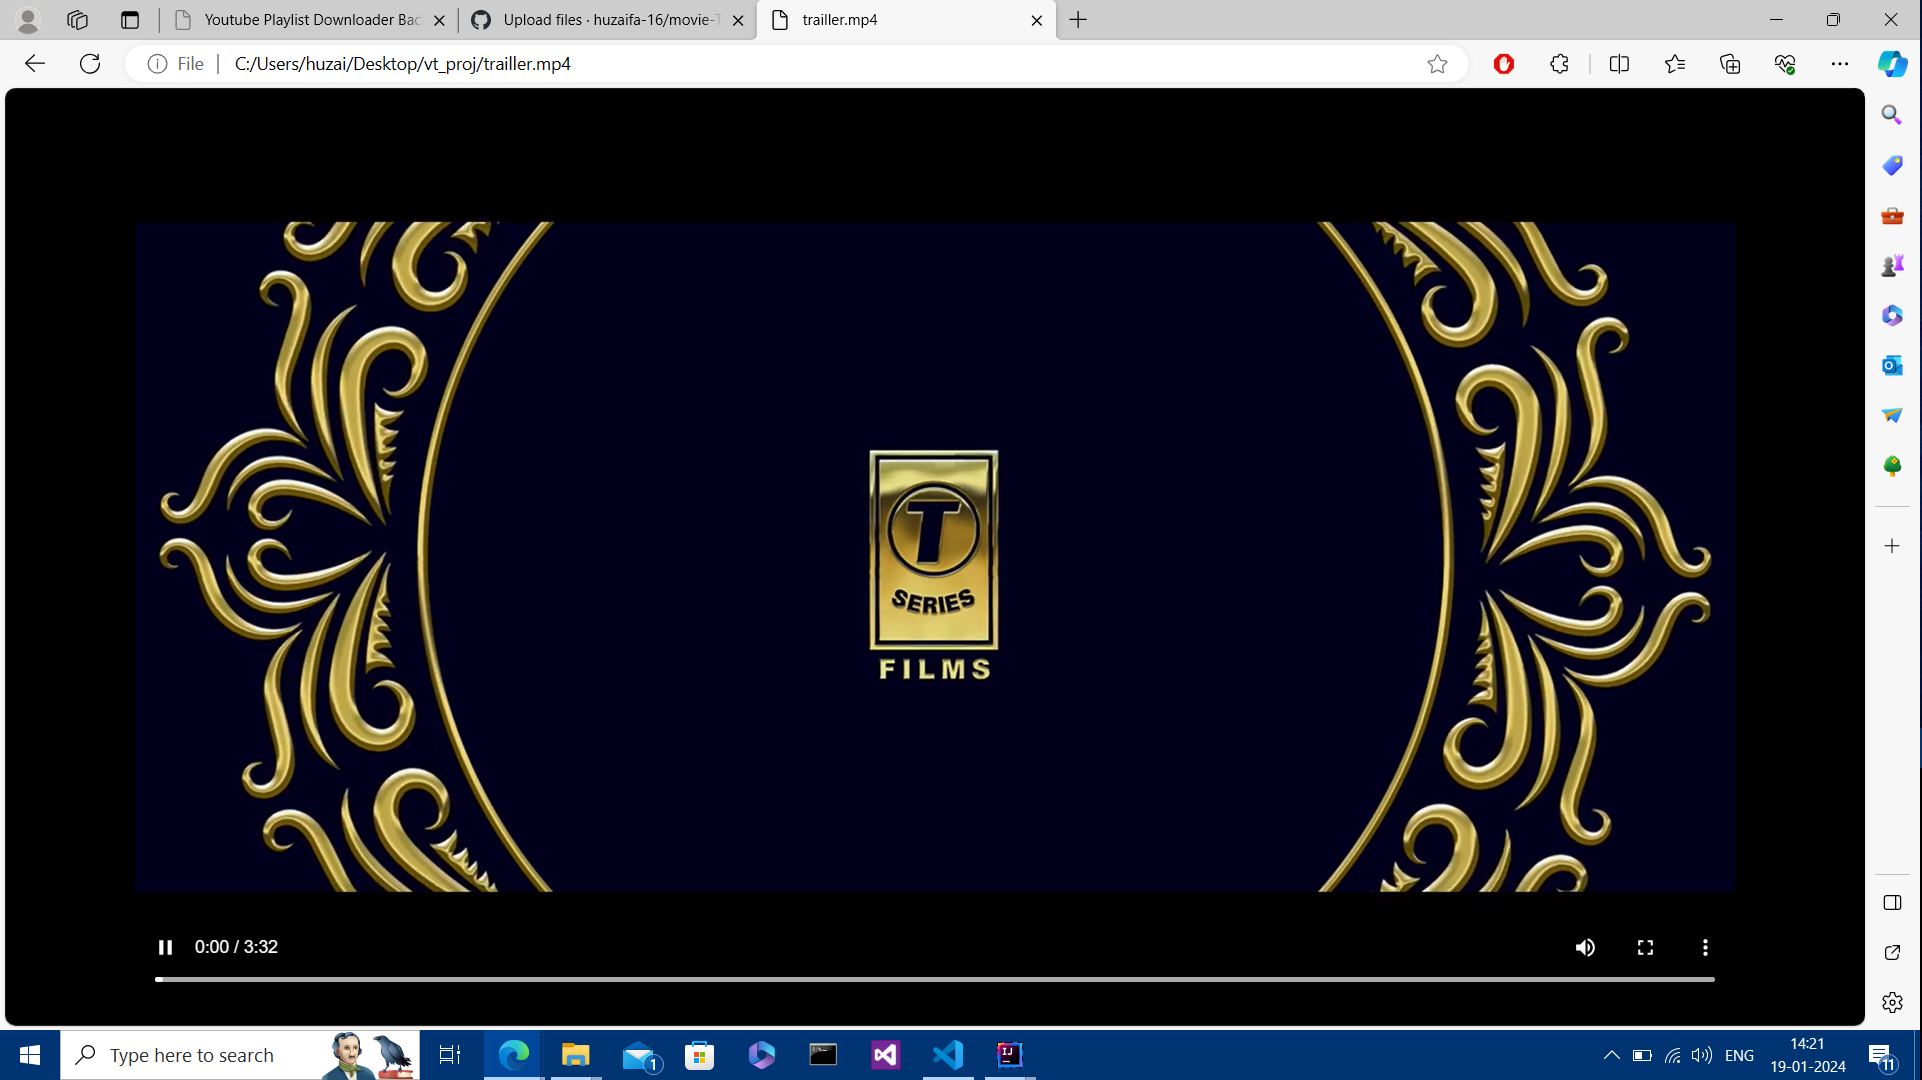 Youtube Playlist Downloader Bac
Upload files · huzaifa-16/movie-T
trailler.mp4
File
C:/Users/huzai/Desktop/vt_proj/trailler.mp4
T
SERIES
FILMS
0:00 / 3:32
Type here to search
1
ENG
14:21
19-01-2024
11